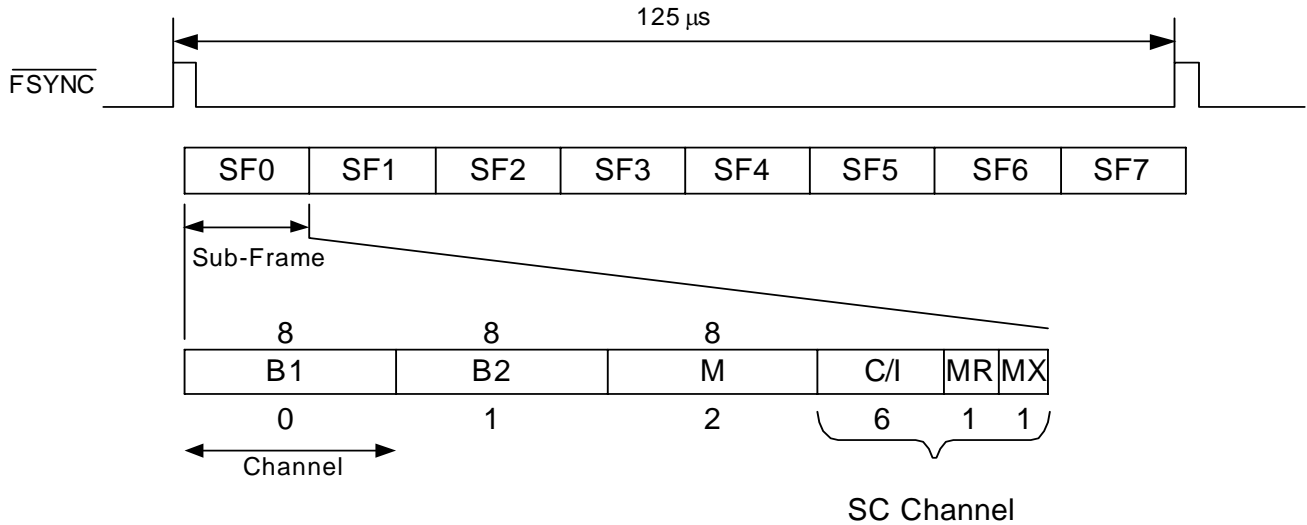 125 μs
FSYNC
SF0 SF1 SF2 SF3 SF4 SF5 SF6 SF7
Sub-Frame
8 8 8
B1 B2 M C/I MR MX
0 1 2 6 1 1
Channel
SC Channel